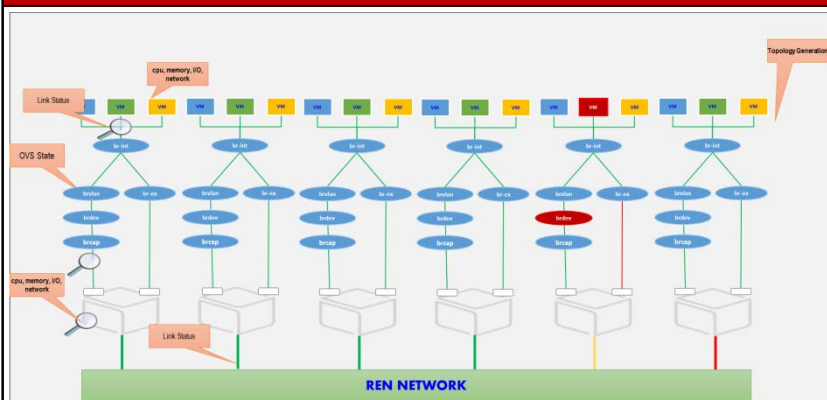 Topology Generation
cpu, memory, I/O,
network
Link Status
VM VM
VM VM VM
VM VM VM
VM VM VM
VM VM VM
VM VM VM
br-int br-int br-int br-int br-int br-int
OVS State
brvlan br-ex brvlan br-ex brvlan br-ex brvlan br-ex brvlan br-ex brvlan br-ex
brdev brdev brdev brdev brdev brdev
brcap brcap brcap brcap brcap brcap
cpu, memory, I/O,
network
Link Status
REN NETWORK